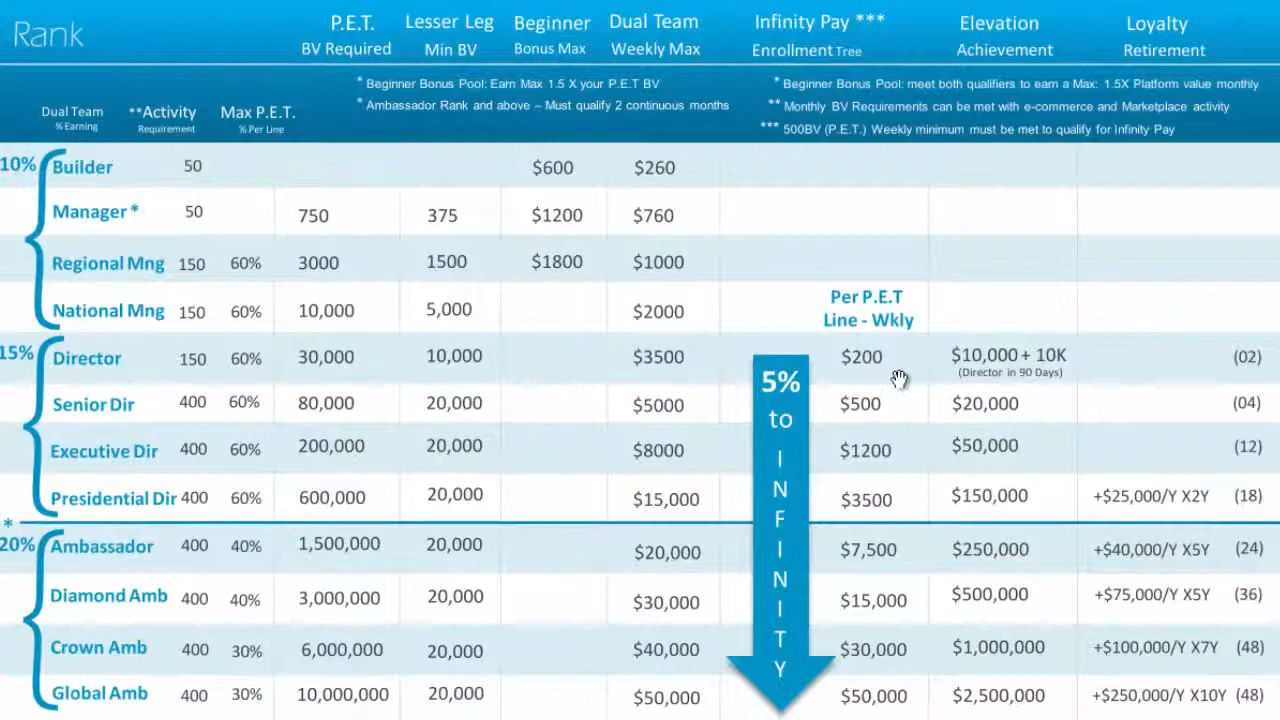 Rank P.E.T. Lesser Leg Beginner Dual Team Infinity Pay *** Elevation Loyalty
BV Required Min BV Bonus Max Weekly Max Enrollment Tree Achievement Retirement
* Beginner Bonus Pool: Earn Max 1.5 X your P.E.T BV
* Ambassador Rank and above – Must qualify 2 continuous months
* Beginner Bonus Pool: meet both qualifiers to earn a Max: 1.5X Platform value monthly
** Monthly BV Requirements can be met with e-commerce and Marketplace activity
*** 500BV (P.E.T.) Weekly minimum must be met to qualify for Infinity Pay
Dual Team **Activity Max P.E.T.
% Earning Requirement % Per Line
10% Builder 50 $600 $260
Manager * 50 750 375 $1200 $760
Regional Mng 150 60% 3000 1500 $1800 $1000
National Mng 150 60% 10,000 5,000 $2000
Per P.E.T
Line - Wkly
15% Director 150 60% 30,000 10,000 $3500 $200 $10,000 + 10K (02)
(Director in 90 Days)
Senior Dir 400 60% 80,000 20,000 $5000 $500 $20,000 (04)
Executive Dir 400 60% 200,000 20,000 $8000 $1200 $50,000 (12)
Presidential Dir 400 60% 600,000 20,000 $15,000 $3500 $150,000 +$25,000/Y X2Y (18)
*
20% Ambassador 400 40% 1,500,000 20,000 $20,000 $7,500 $250,000 +$40,000/Y X5Y (24)
Diamond Amb 400 40% 3,000,000 20,000 $30,000 $15,000 $500,000 +$75,000/Y X5Y (36)
Crown Amb 400 30% 6,000,000 20,000 $40,000 $30,000 $1,000,000 +$100,000/Y X7Y (48)
Global Amb 400 30% 10,000,000 20,000 $50,000 $50,000 $2,500,000 +$250,000/Y X10Y (48)
5%
to
I
N
F
I
N
I
T
Y